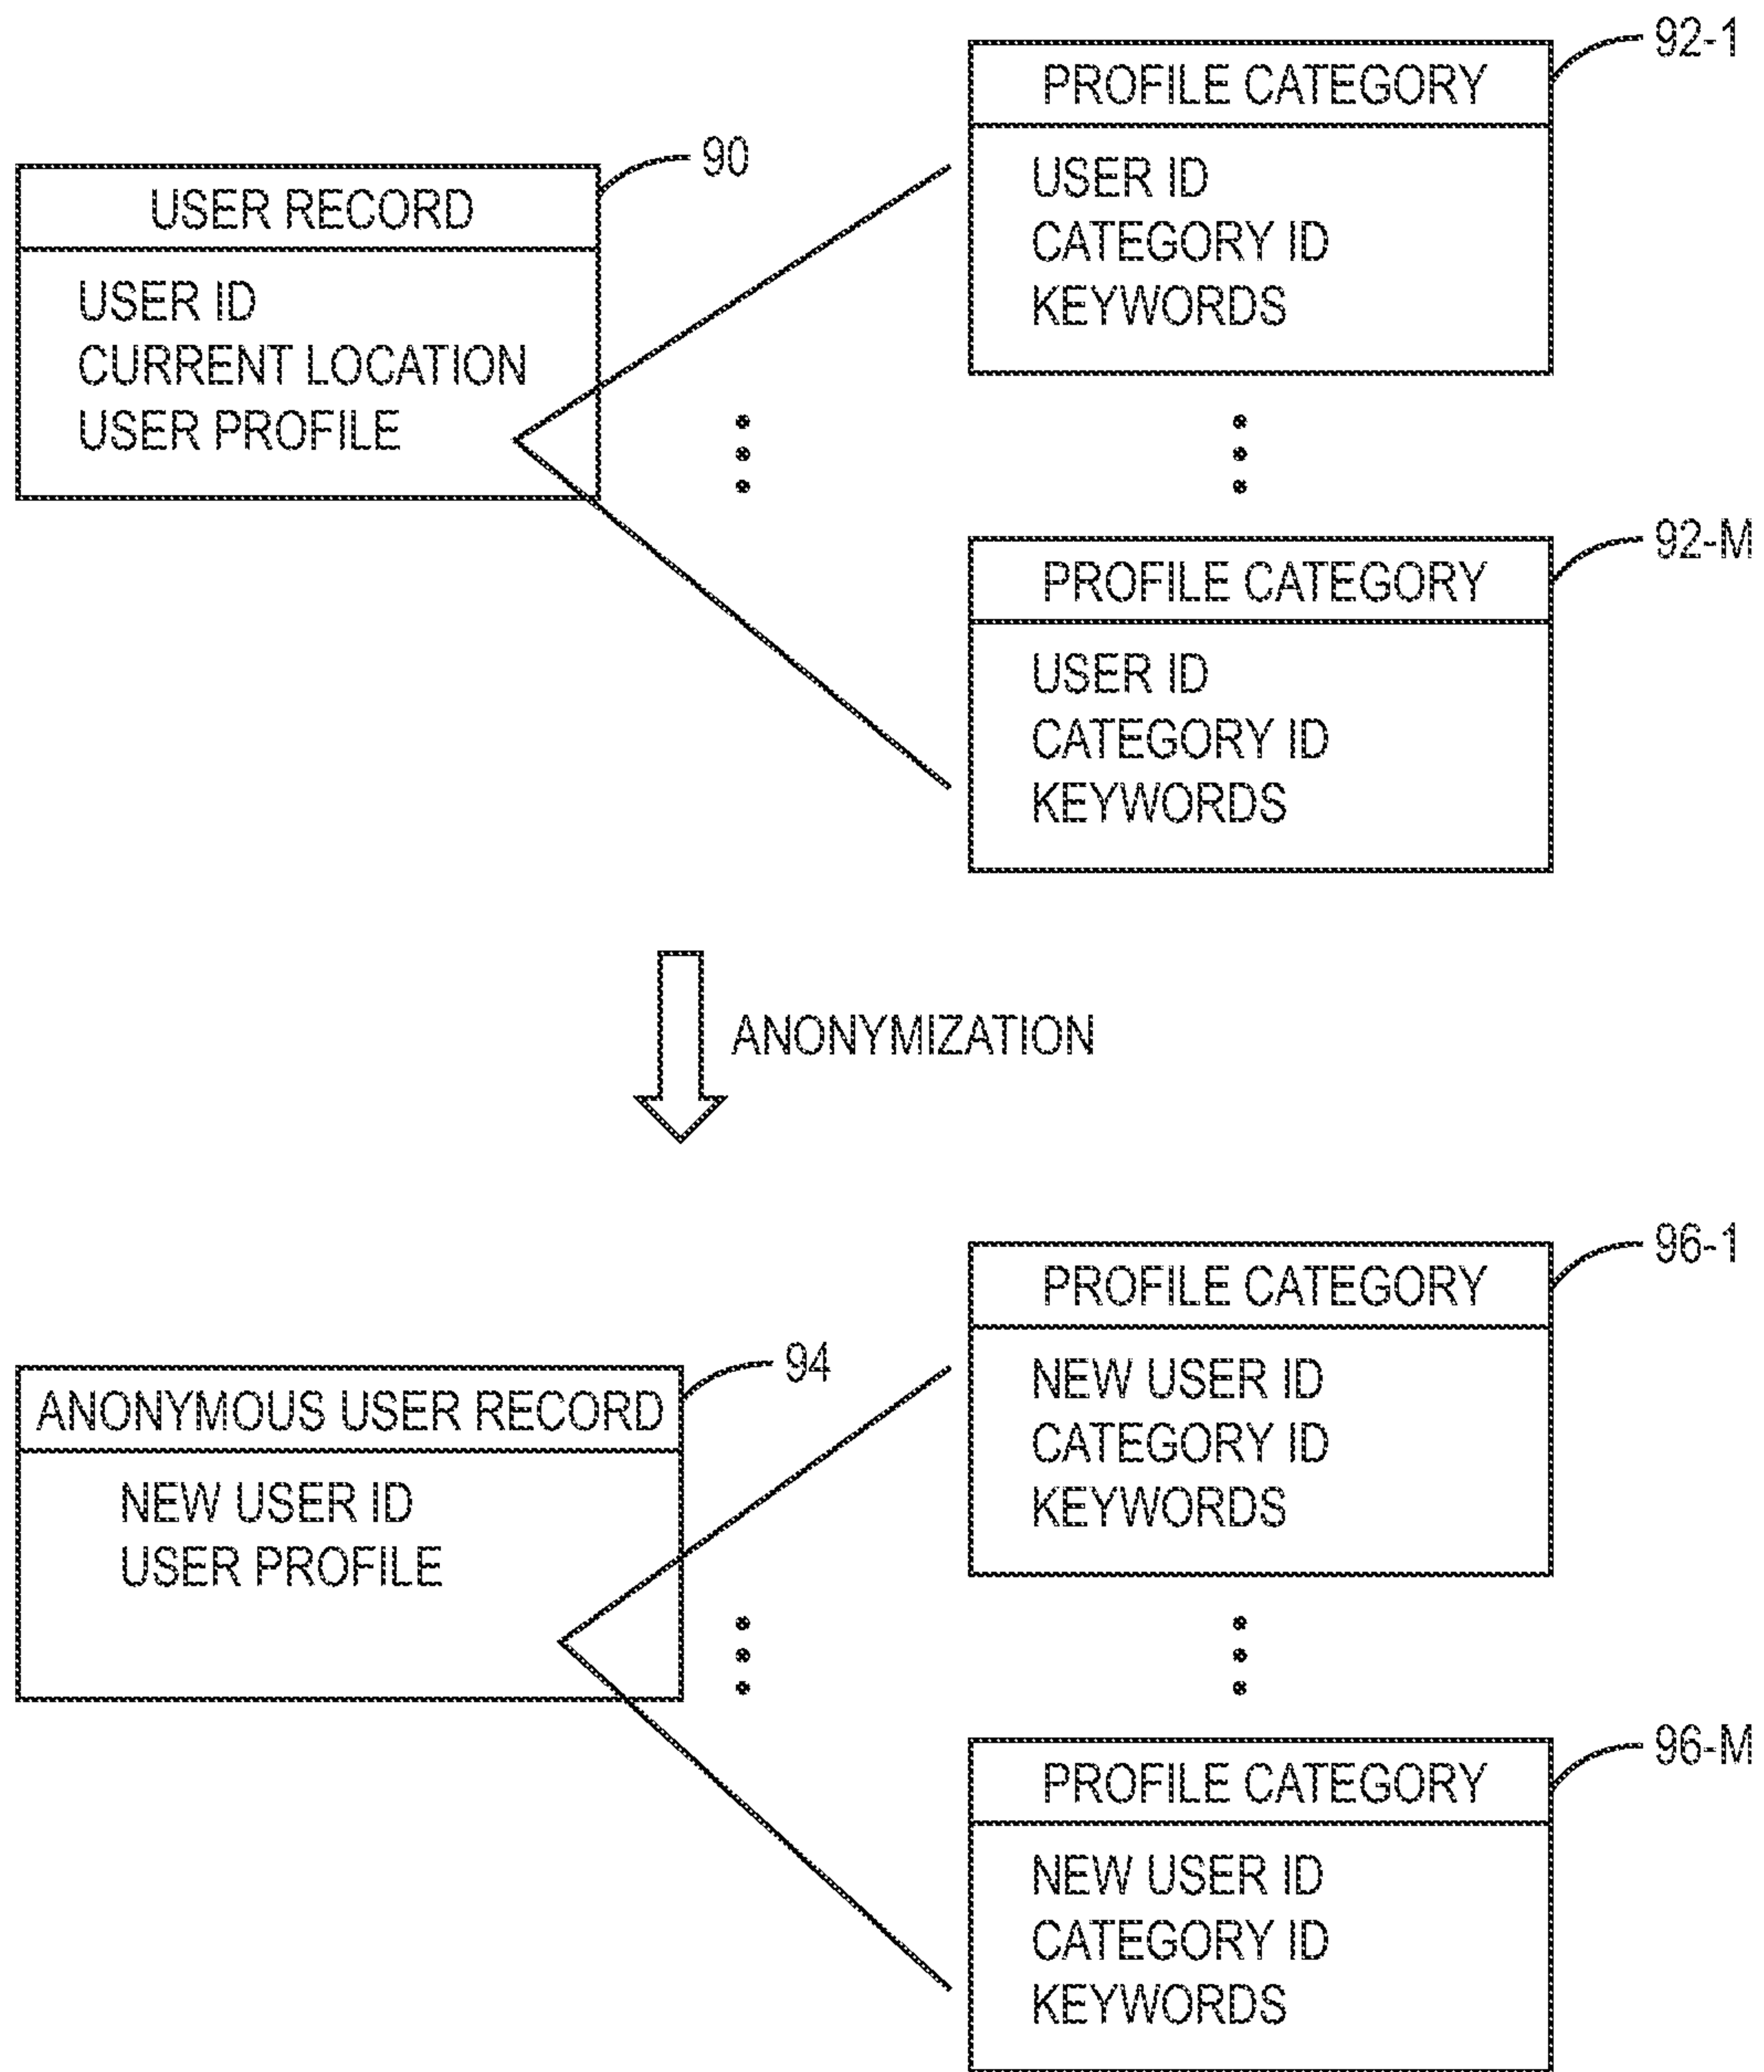 92-1
PROFILE CATEGORY
USER ID
CATEGORY ID
KEYWORDS
90
USER RECORD
USER ID
CURRENT LOCATION
USER PROFILE
92-M
PROFILE CATEGORY
USER ID
CATEGORY ID
KEYWORDS
ANONYMIZATION
96-1
PROFILE CATEGORY
NEW USER ID
CATEGORY ID
KEYWORDS
94
ANONYMOUS USER RECORD
NEW USER ID
USER PROFILE
96-M
PROFILE CATEGORY
NEW USER ID
CATEGORY ID
KEYWORDS